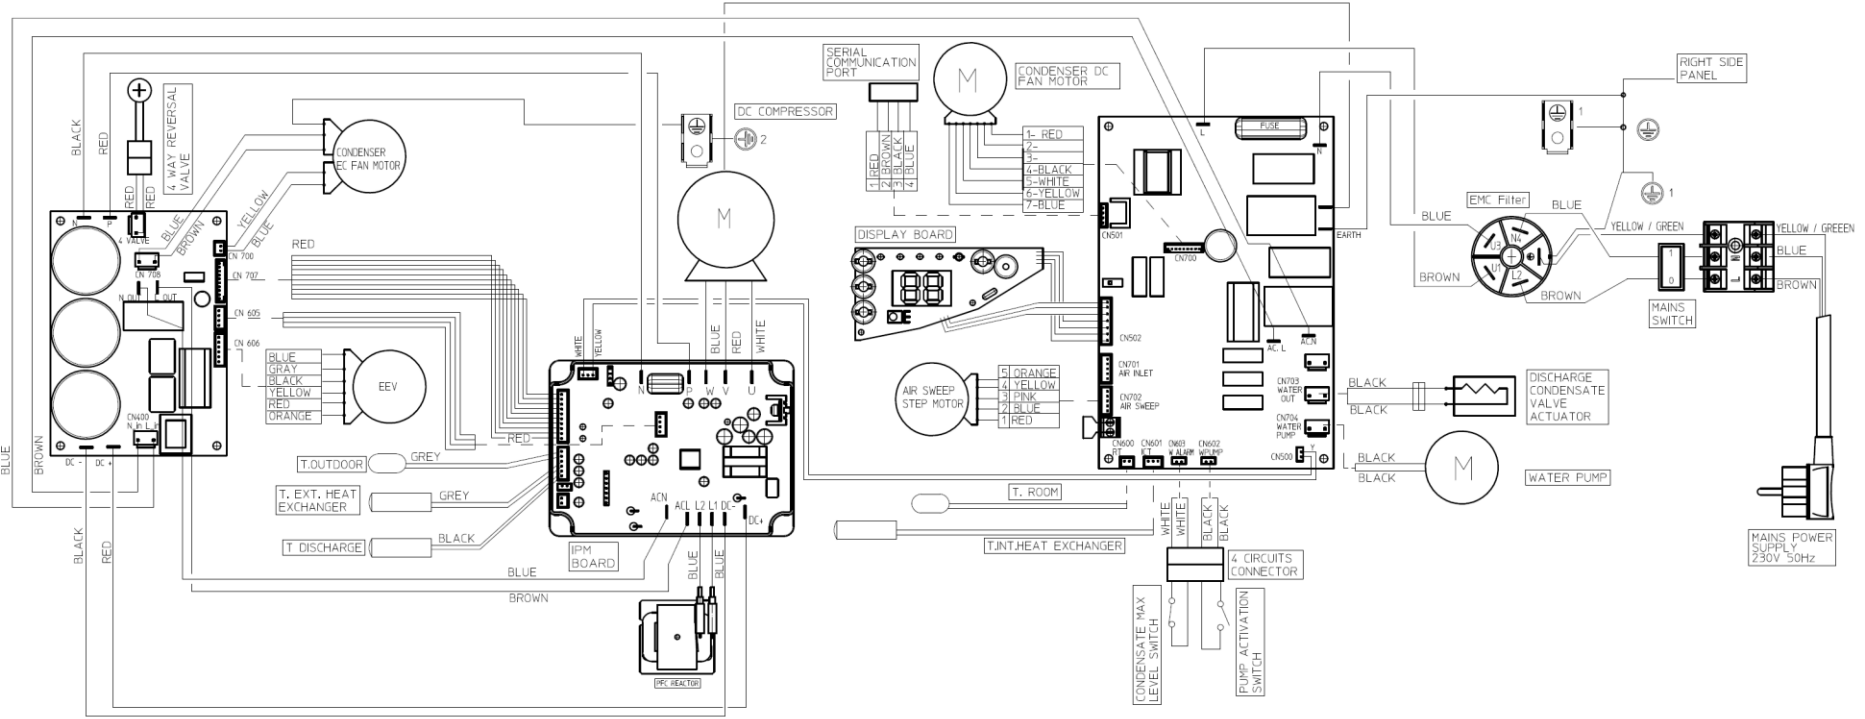 SERIAL
COMMUNICATION
PORT
M
CONDENSER DC
FAN MOTOR
RIGHT SIDE
PANEL
DC COMPRESSOR
2
BLACK
RED
4 WAY REVERSAL
VALVE
RED
RED
CONDENSER
EC FAN MOTOR
BLUE
BROWN
YELLOW
BLUE
N
P
4 VALVE
CN 700
CN 708
CN 707
N OUT
L OUT
CN 605
CN 606
CN400
N_in L_in
DC -
DC +
RED
BLUE
GRAY
BLACK
YELLOW
RED
ORANGE
EEV
M
BLUE
RED
WHITE
WHITE
YELLOW
1 RED
2 BROWN
3 BLACK
4 BLUE
1- RED
2-
3-
4-BLACK
5-WHITE
6-YELLOW
7-BLUE
L
FUSE
N
EARTH
CN501
CN700
DISPLAY BOARD
88
CN502
AC. L
AC.N
CN701
AIR INLET
CN702
AIR SWEEP
CN703
WATER
OUT
CN704
WATER
PUMP
CN500
Y
CN600
RT
CN601
ICT
CN603
W ALARM
CN602
WPUMP
AIR SWEEP
STEP MOTOR
5 ORANGE
4 YELLOW
3 PINK
2 BLUE
1 RED
1
1
EMC Filter
BLUE
BLUE
YELLOW / GREEN
BROWN
BROWN
U3
N4
U1
L2
1
0
MAINS
SWITCH
N
L
YELLOW / GREEEN
BLUE
BROWN
BLACK
BLACK
DISCHARGE
CONDENSATE
VALVE
ACTUATOR
M
BLACK
BLACK
WATER PUMP
MAINS POWER
SUPPLY
230V 50Hz
N
P
W
V
U
RED
T.OUTDOOR
GREY
T. EXT. HEAT
EXCHANGER
GREY
T DISCHARGE
BLACK
ACN
ACL
L2
L1
DC-
DC+
IPM
BOARD
BLUE
BROWN
BLUE
BLUE
PFC REACTOR
BLUE
BROWN
BLACK
RED
T. ROOM
T.INT.HEAT EXCHANGER
WHITE
WHITE
BLACK
BLACK
4 CIRCUITS
CONNECTOR
CONDENSATE MAX
LEVEL SWITCH
PUMP ACTIVATION
SWITCH